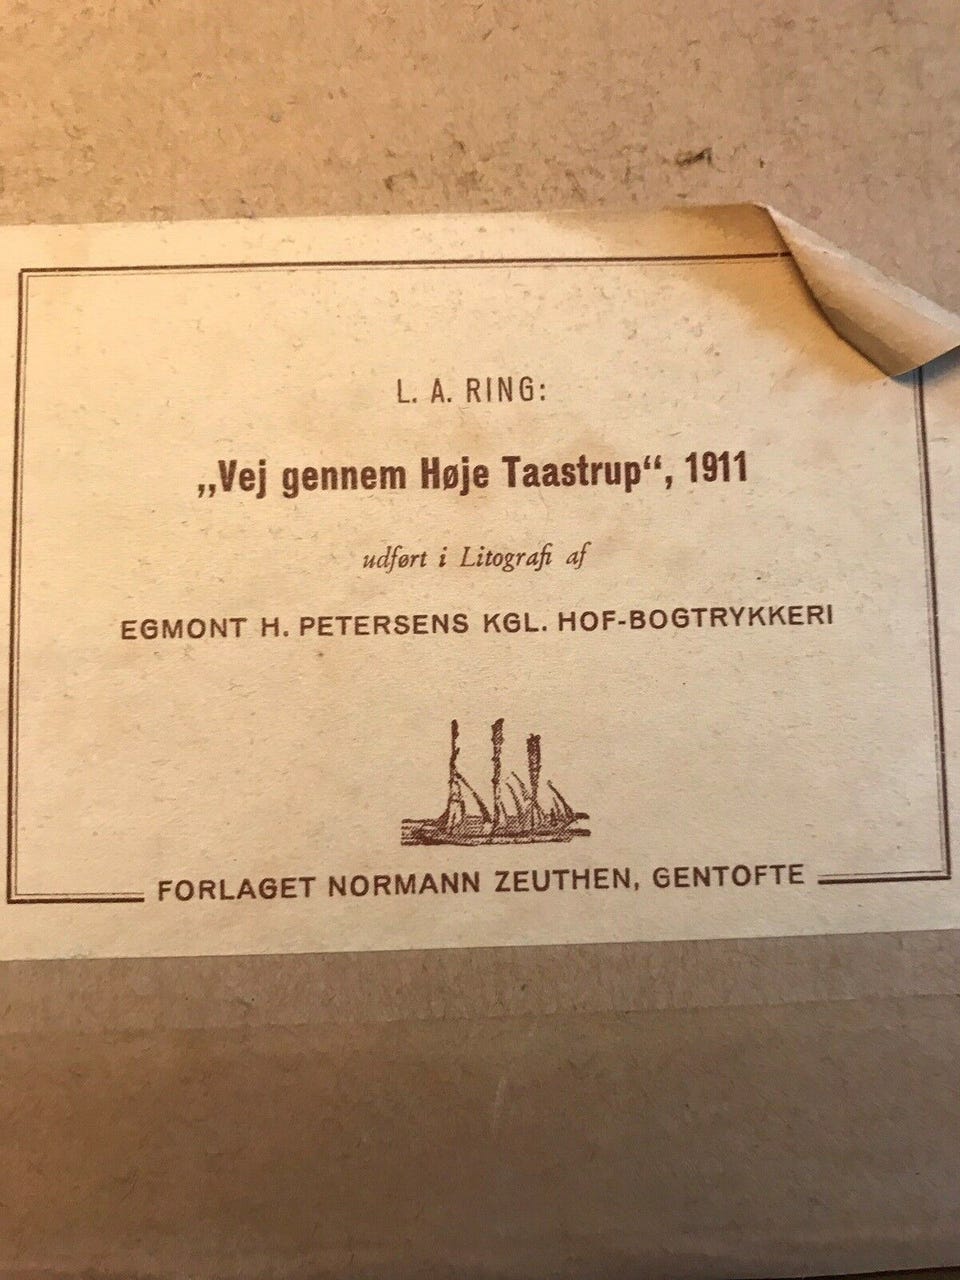 L. A. RING:
„Vej gennem Høje Taastrup“, 1911
udført i Litografi af
EGMONT H. PETERSENS KGL. HOF-BOGTRYKKERI
FORLAGET NORMANN ZEUTHEN, GENTOFTE